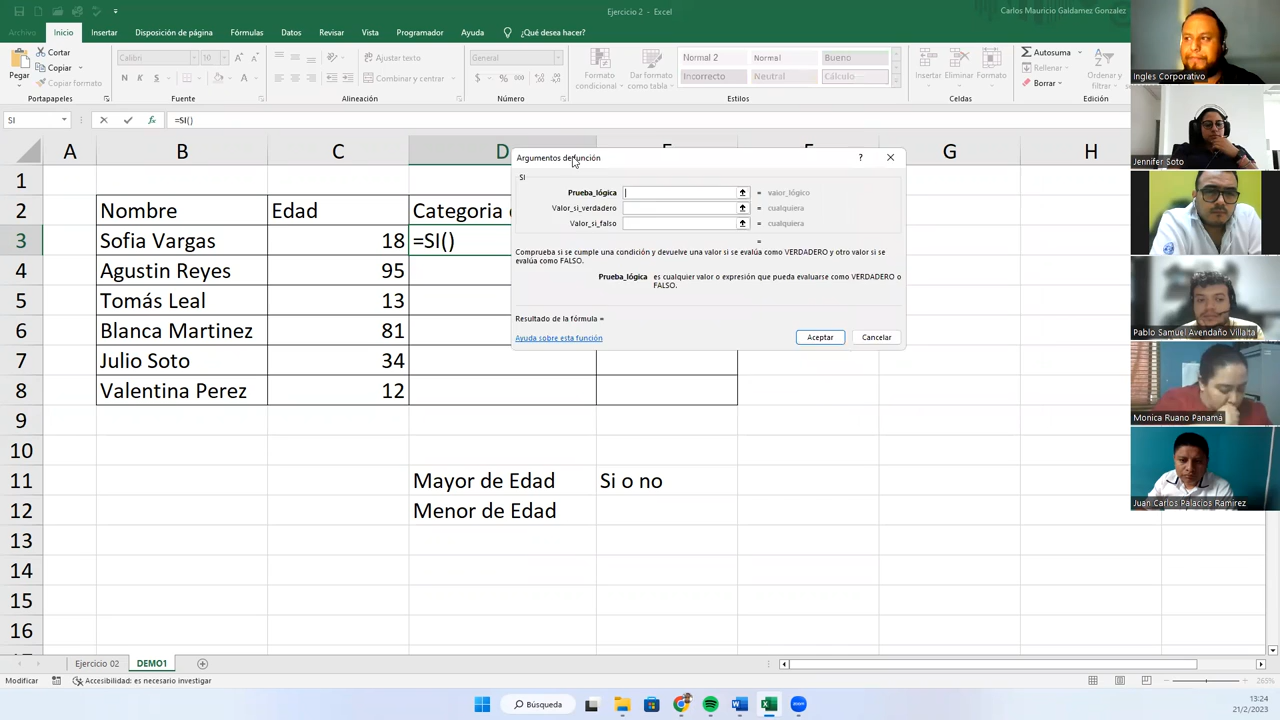 Ejercicio 2 - Excel
Carlos Mauricio Galdamez Gonzalez
Archivo Inicio Insertar Disposición de página Fórmulas Datos Revisar Vista Programador Ayuda ¿Qué desea hacer?
Pegar
Cortar
Copiar
Copiar formato
Portapapeles
Calibri 10
N K S
Fuente
Ajustar texto
Combinar y centrar
Alineación
Número
Formato condicional
Dar formato como tabla
Normal 2 Normal Bueno
Incorrecto Neutral Cálculo
Estilos
Insertar Eliminar Formato
Celdas
Autosuma
Rellenar
Borrar
Ordenar y filtrar
Edición
SI fx =SI()
A B C D E F G H
1
2 Nombre Edad Categoria
3 Sofia Vargas 18 =SI()
4 Agustin Reyes 95
5 Tomás Leal 13
6 Blanca Martinez 81
7 Julio Soto 34
8 Valentina Perez 12
9
10
11 Mayor de Edad Si o no
12 Menor de Edad
13
14
15
16
Argumentos de función ?
SI
Prueba_lógica = valor_lógico
Valor_si_verdadero = cualquiera
Valor_si_falso = cualquiera
=
Comprueba si se cumple una condición y devuelve una valor si se evalúa como VERDADERO y otro valor si se
evalúa como FALSO.
Prueba_lógica es cualquier valor o expresión que pueda evaluarse como VERDADERO o
FALSO.
Resultado de la fórmula =
Ayuda sobre esta función Aceptar Cancelar
Ingles Corporativo
Jennifer Soto
Pablo Samuel Avendaño Villalta
Monica Ruano Panamá
Juan Carlos Palacios Ramirez
Ejercicio 02 DEMO1
Modificar Accesibilidad: es necesario investigar 265%
Búsqueda
13:24
21/2/2023